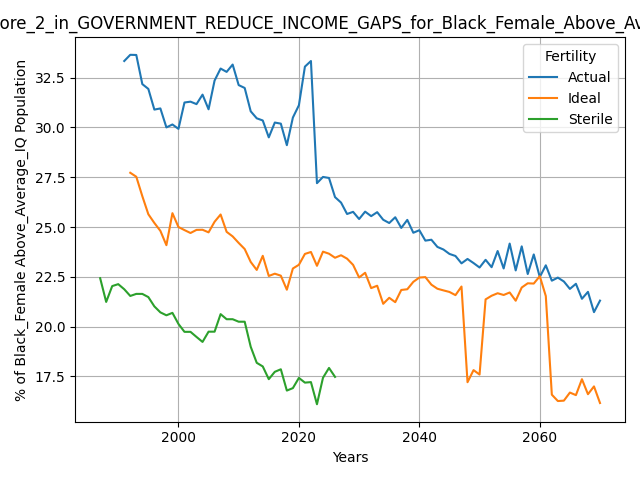 ore_2_in_GOVERNMENT_REDUCE_INCOME_GAPS_for_Black_Female_Above_Av
% of Black_Female Above_Average_IQ Population
32.5
30.0
27.5
25.0
22.5
20.0
17.5
Fertility
Actual
Ideal
Sterile
2000
2020
2040
2060
Years